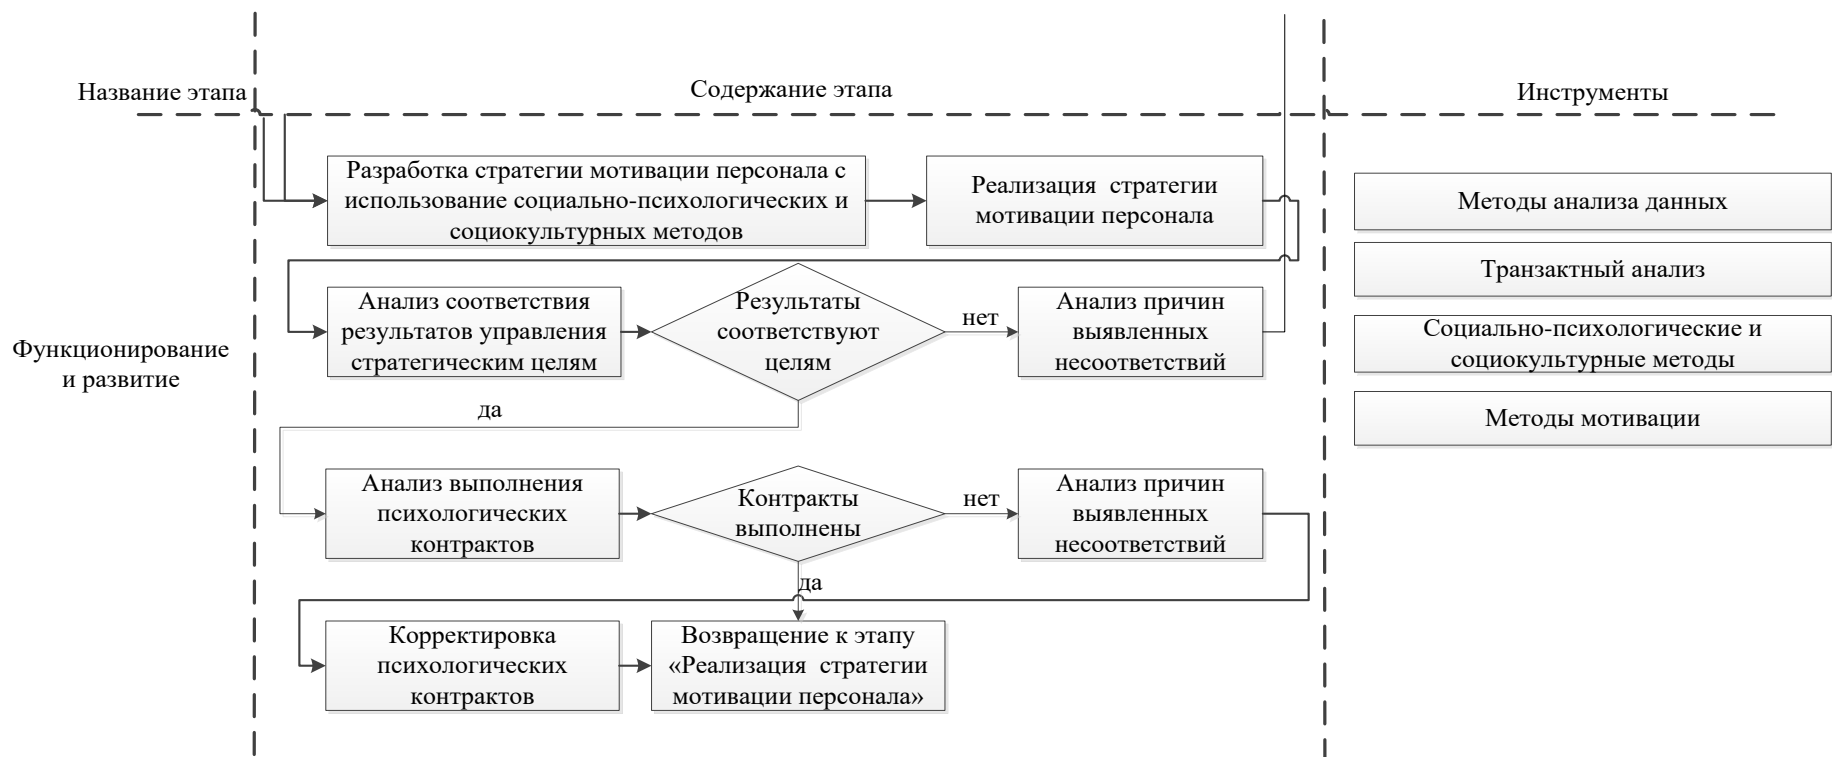 Название этапа
Содержание этапа
Инструменты
Функционирование
и развитие
Разработка стратегии мотивации персонала с
использование социально-психологических и
социокультурных методов
Реализация стратегии
мотивации персонала
Анализ соответствия
результатов управления
стратегическим целям
Результаты
соответствуют
целям
нет
Анализ причин
выявленных
несоответствий
да
Анализ выполнения
психологических
контрактов
Контракты
выполнены
нет
Анализ причин
выявленных
несоответствий
да
Корректировка
психологических
контрактов
Возвращение к этапу
«Реализация стратегии
мотивации персонала»
Методы анализа данных
Транзактный анализ
Социально-психологические и
социокультурные методы
Методы мотивации